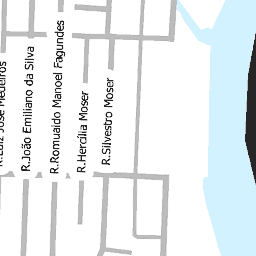 R.Luiz José Medeiros
R.João Emiliano da Silva
R.Romualdo Manoel Fagundes
R.Hercília Moser
R.Silvestro Moser